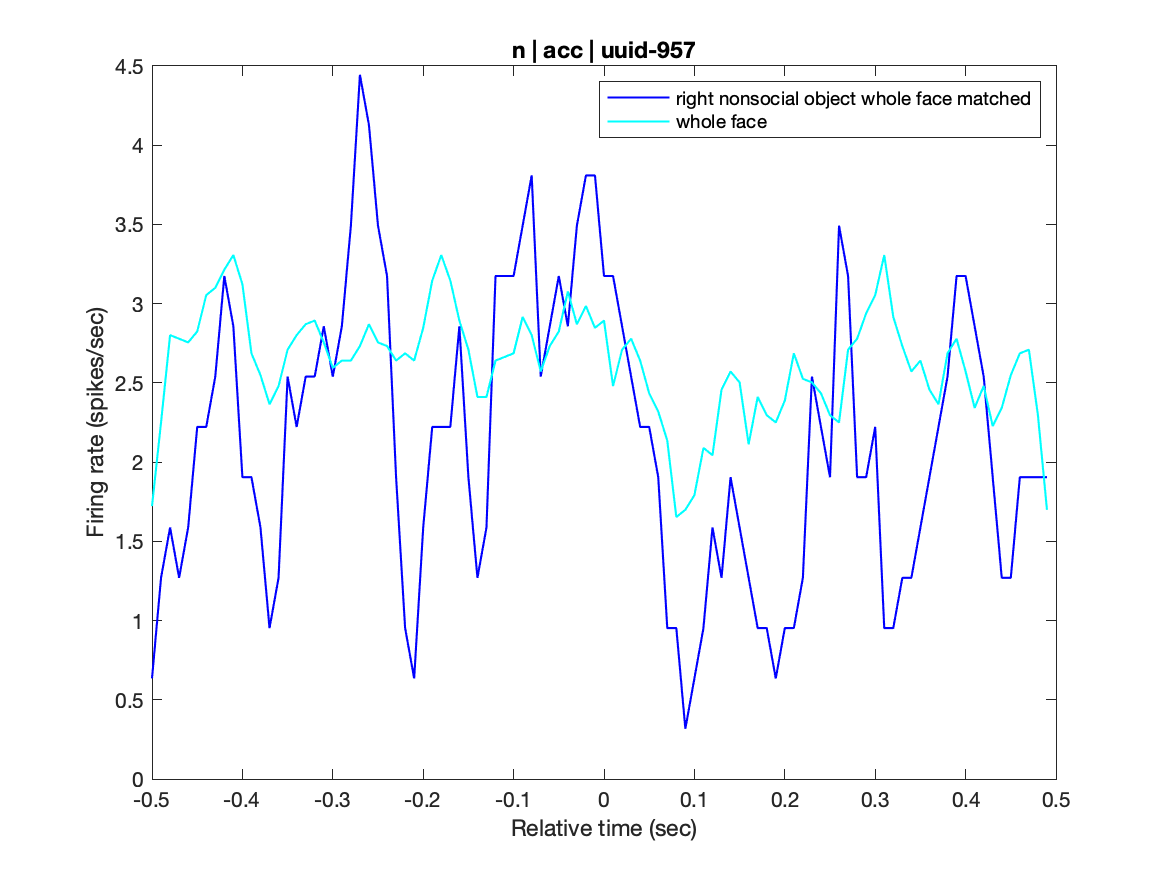 n | acc | uuid-957
right nonsocial object whole face matched
whole face
4.5
4
3.5
3
2.5
2
1.5
1
0.5
0
Firing rate (spikes/sec)
-0.5 -0.4 -0.3 -0.2 -0.1 0 0.1 0.2 0.3 0.4 0.5
Relative time (sec)